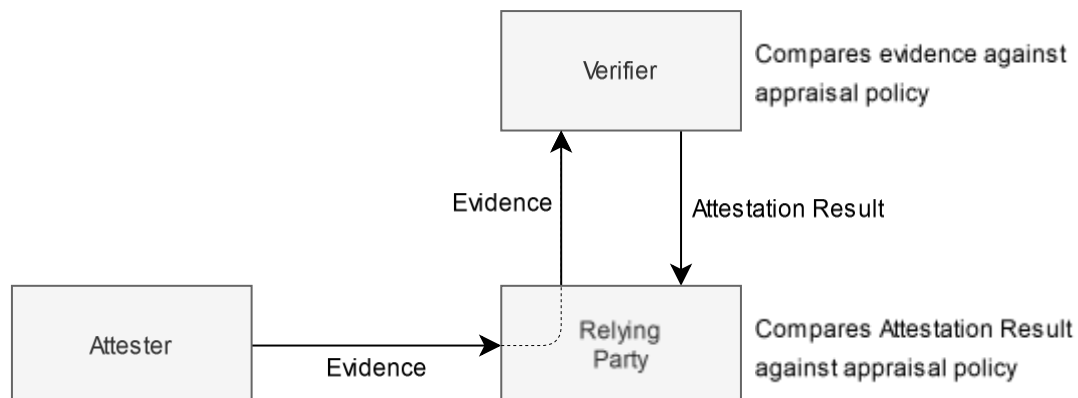 Verifier
Compares evidence against
appraisal policy
Evidence
Attestation Result
Attester
Evidence
Relying
Party
Compares Attestation Result
against appraisal policy